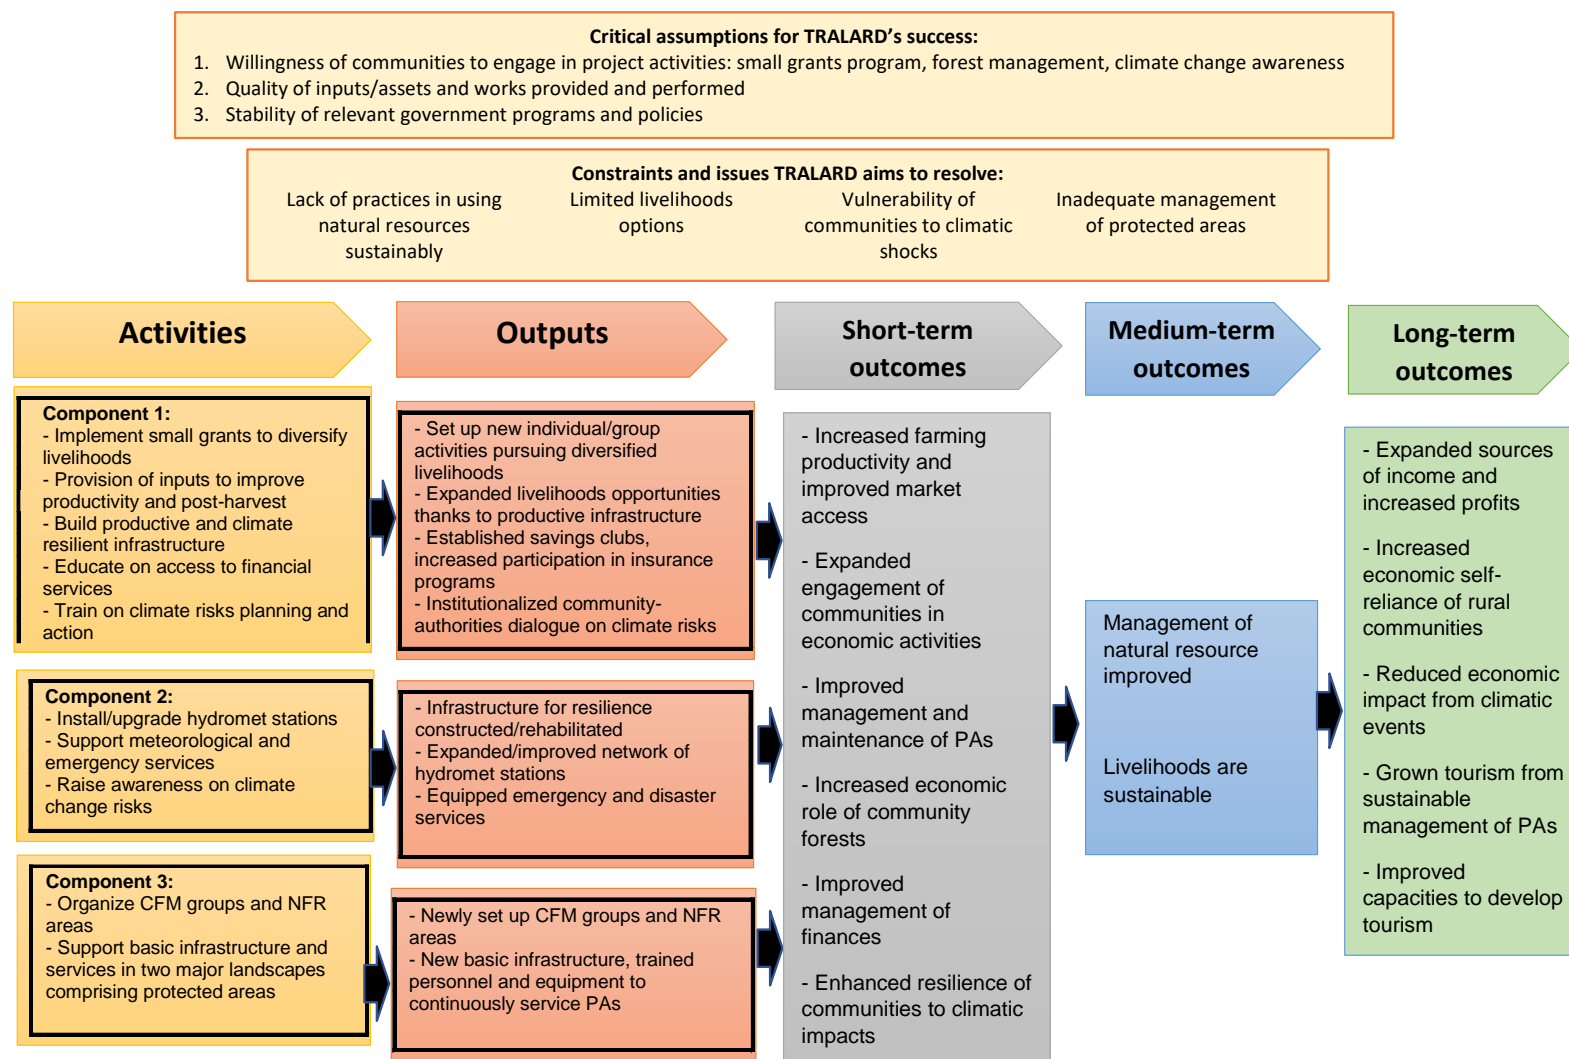 Critical assumptions for TRALARD’s success:
1. Willingness of communities to engage in project activities: small grants program, forest management, climate change awareness
2. Quality of inputs/assets and works provided and performed
3. Stability of relevant government programs and policies
Constraints and issues TRALARD aims to resolve:
Lack of practices in using
natural resources
sustainably
Limited livelihoods
options
Vulnerability of
communities to climatic
shocks
Inadequate management
of protected areas
Activities
Outputs
Short-term
outcomes
Medium-term
outcomes
Long-term
outcomes
Component 1:
- Implement small grants to diversify
livelihoods
- Provision of inputs to improve
productivity and post-harvest
- Build productive and climate
resilient infrastructure
- Educate on access to financial
services
- Train on climate risks planning and
action
Component 2:
- Install/upgrade hydromet stations
- Support meteorological and
emergency services
- Raise awareness on climate
change risks
Component 3:
- Organize CFM groups and NFR
areas
- Support basic infrastructure and
services in two major landscapes
comprising protected areas
- Set up new individual/group
activities pursuing diversified
livelihoods
- Expanded livelihoods opportunities
thanks to productive infrastructure
- Established savings clubs,
increased participation in insurance
programs
- Institutionalized community-
authorities dialogue on climate risks
- Infrastructure for resilience
constructed/rehabilitated
- Expanded/improved network of
hydromet stations
- Equipped emergency and disaster
services
- Newly set up CFM groups and NFR
areas
- New basic infrastructure, trained
personnel and equipment to
continuously service PAs
- Increased farming
productivity and
improved market
access
- Expanded
engagement of
communities in
economic activities
- Improved
management and
maintenance of PAs
- Increased economic
role of community
forests
- Improved
management of
finances
- Enhanced resilience of
communities to climatic
impacts
Management of
natural resource
improved
Livelihoods are
sustainable
- Expanded sources
of income and
increased profits
- Increased
economic self-
reliance of rural
communities
- Reduced economic
impact from climatic
events
- Grown tourism from
sustainable
management of PAs
- Improved
capacities to develop
tourism